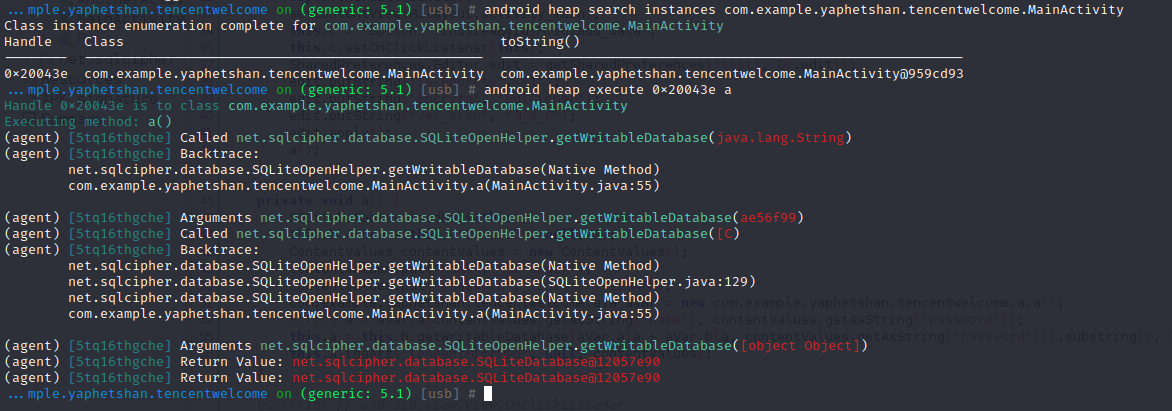 ...mple.yaphetshan.tencentwelcome on (generic: 5.1) [usb] # android heap search instances com.example.yaphetshan.tencentwelcome.MainActivity
Class instance enumeration complete for com.example.yaphetshan.tencentwelcome.MainActivity
Handle Class toString()
0×20043e com.example.yaphetshan.tencentwelcome.MainActivity com.example.yaphetshan.tencentwelcome.MainActivity@959cd93
...mple.yaphetshan.tencentwelcome on (generic: 5.1) [usb] # android heap execute 0×20043e a
Handle 0×20043e is to class com.example.yaphetshan.tencentwelcome.MainActivity
Executing method: a()
(agent) [5tq16thgche] Called net.sqlcipher.database.SQLiteOpenHelper.getWritableDatabase(java.lang.String)
(agent) [5tq16thgche] Backtrace:
net.sqlcipher.database.SQLiteOpenHelper.getWritableDatabase(Native Method)
com.example.yaphetshan.tencentwelcome.MainActivity.a(MainActivity.java:55)
(agent) [5tq16thgche] Arguments net.sqlcipher.database.SQLiteOpenHelper.getWritableDatabase(ae56f99)
(agent) [5tq16thgche] Called net.sqlcipher.database.SQLiteOpenHelper.getWritableDatabase([C)
(agent) [5tq16thgche] Backtrace:
net.sqlcipher.database.SQLiteOpenHelper.getWritableDatabase(Native Method)
net.sqlcipher.database.SQLiteOpenHelper.getWritableDatabase(SQLiteOpenHelper.java:129)
net.sqlcipher.database.SQLiteOpenHelper.getWritableDatabase(Native Method)
com.example.yaphetshan.tencentwelcome.MainActivity.a(MainActivity.java:55)
(agent) [5tq16thgche] Arguments net.sqlcipher.database.SQLiteOpenHelper.getWritableDatabase([object Object])
(agent) [5tq16thgche] Return Value: net.sqlcipher.database.SQLiteDatabase@12057e90
(agent) [5tq16thgche] Return Value: net.sqlcipher.database.SQLiteDatabase@12057e90
...mple.yaphetshan.tencentwelcome on (generic: 5.1) [usb] #